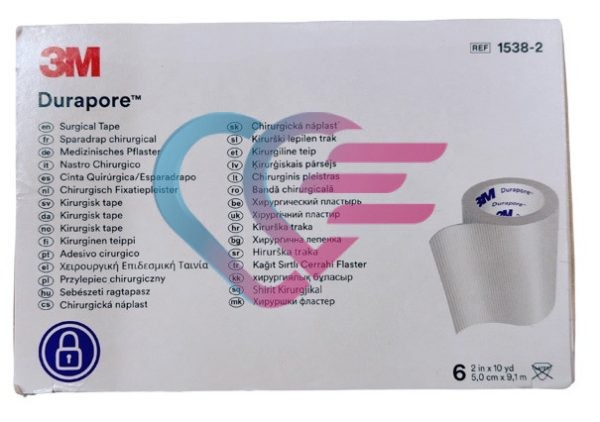 3M
REF 1538-2
Durapore™
en Surgical Tape
fr Sparadrap chirurgical
de Medizinisches Pflaster
it Nastro Chirurgico
es Cinta Quirúrgica/Esparadrapo
nl Chirurgisch Fixatiepleister
sv Kirurgisk tape
da Kirurgisk tape
no Kirurgisk tape
fi Kirurginen teippi
pt Adesivo cirurgico
el Χειρουργική Επιδεσμική Ταινία
pl Przylepiec chirurgiczny
hu Sebészeti ragtapasz
cs Chirurgická náplast
sk Chirurgická náplasť
sl Kirurški lepilen trak
et Kirurgiline teip
lv Ķirurģiskais pārsējs
lt Chirurginis pleistras
ro Bandă chirurgicală
be Хирургический пластырь
uk Хірургічний пластир
hr Kirurška traka
bg Хирургична лепенка
sr Hirurška traka
tr Kağıt Sırtlı Cerrahi Flaster
kk хирургиялық бұласыр
sq Shirit Kirurgjikal
mk Хируршки фластер
3M Durapore™
Durapore
3M
6 2 in x 10 yd
5,0 cm x 9,1 m